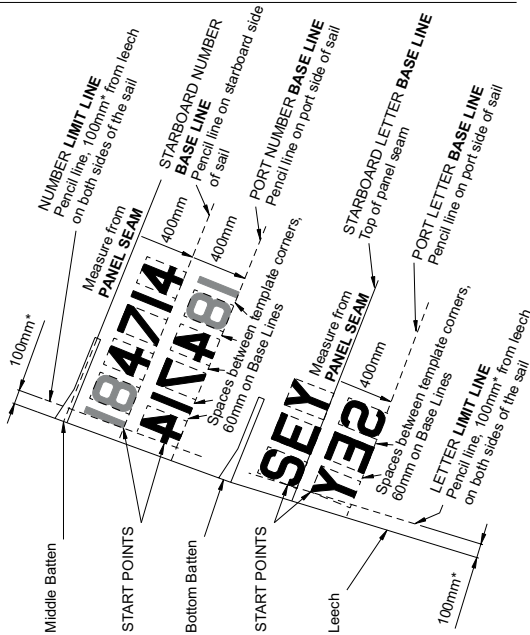 100mm*
NUMBER LIMIT LINE
Pencil line, 100mm* from leech
on both sides of the sail
Middle Batten
Measure from
PANEL SEAM
400mm
STARBOARD NUMBER
BASE LINE
Pencil line on starboard side
of sail
184714
START POINTS
417481
400mm
PORT NUMBER BASE LINE
Pencil line on port side of sail
Spaces between template corners,
60mm on Base Lines
Bottom Batten
SEY
START POINTS
Measure from
PANEL SEAM
STARBOARD LETTER BASE LINE
Top of panel seam
YES
400mm
PORT LETTER BASE LINE
Pencil line on port side of sail
Spaces between template corners,
60mm on Base Lines
Leech
LETTER LIMIT LINE
Pencil line, 100mm* from leech
on both sides of the sail
100mm*